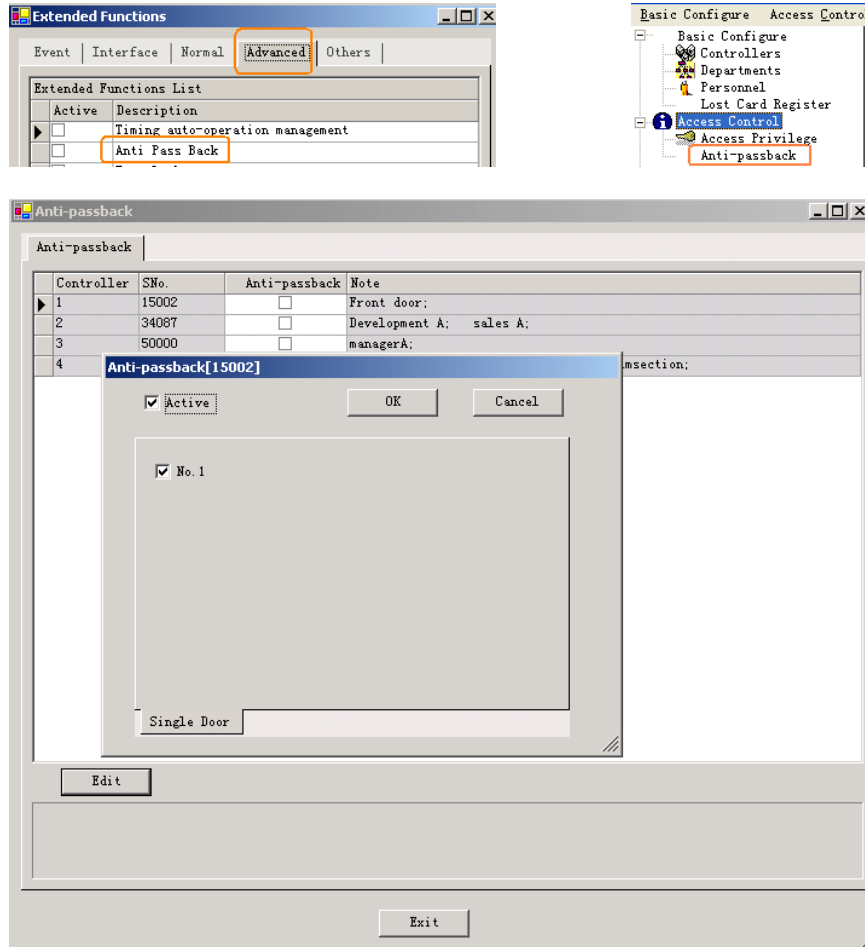 Extended Functions
Event Interface Normal Advanced Others
Extended Functions List
Active Description
Timing auto-operation management
Anti Pass Back
Basic Configure Access Contro
Basic Configure
Controllers
Departments
Personnel
Lost Card Register
Access Control
Access Privilege
Anti-passback
Anti-passback
Anti-passback
Controller SNo. Anti-passback Note
1 15002 Front door;
2 34087 Development A; sales A;
3 50000 managerA;
4 msection;
Anti-passback[15002]
Active OK Cancel
No.1
Single Door
Edit
Exit